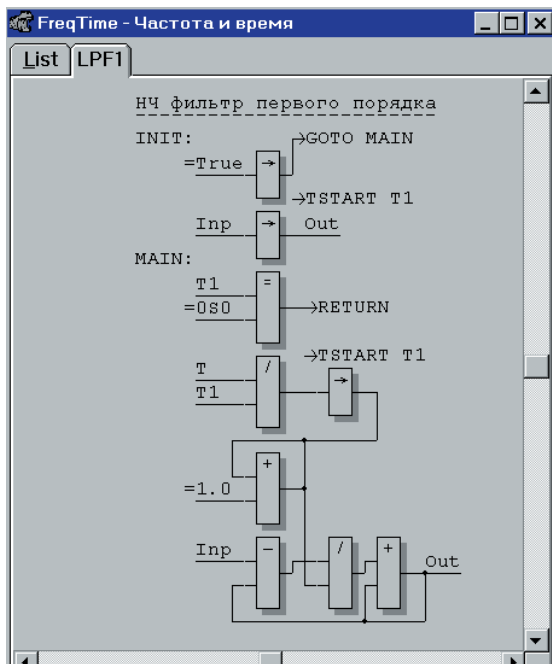 FreqTime - Частота и время
List LPF1
НЧ фильтр первого порядка
INIT:
→GOTO MAIN
=True →
→TSTART T1
Inp → Out
MAIN:
T1 =
=0S0 →RETURN
→TSTART T1
T / →
T1
+
=1.0
Inp - / + Out